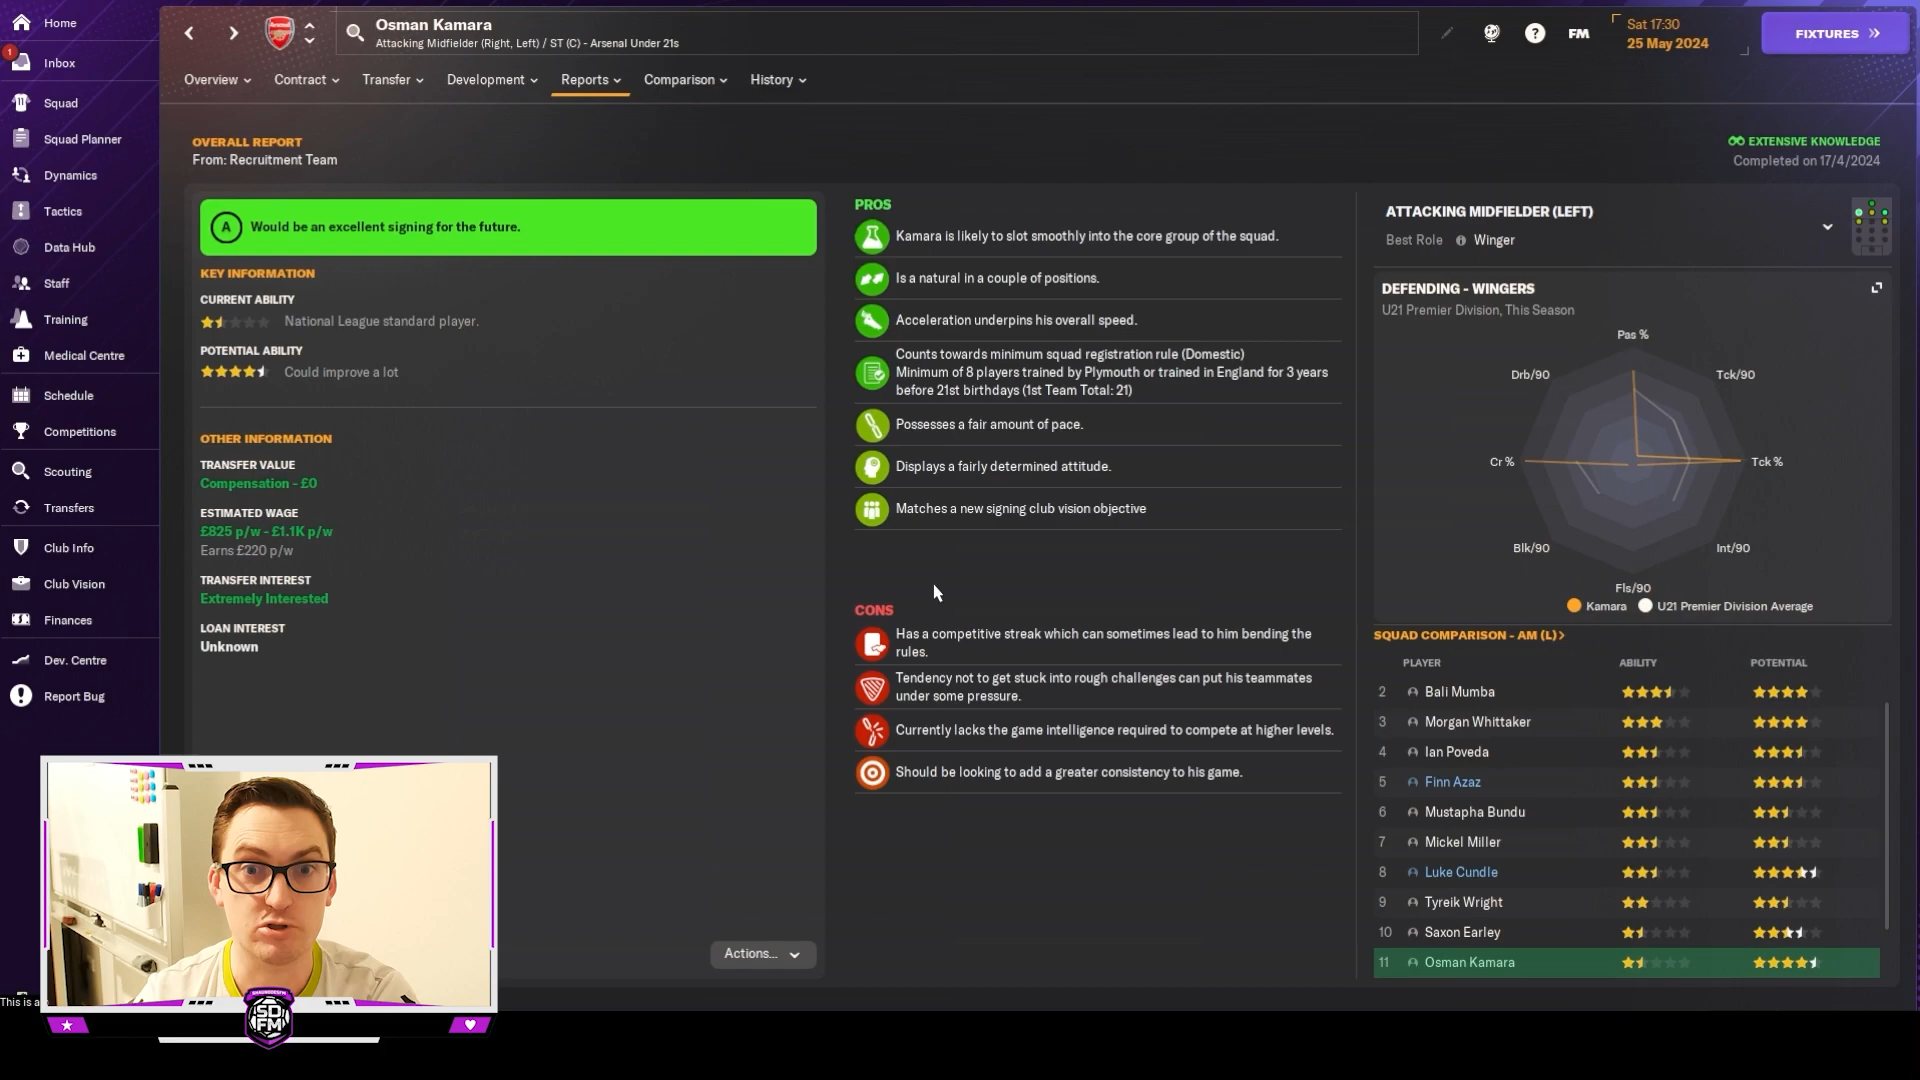 Home
Inbox
1
Squad
Squad Planner
Dynamics
Tactics
Data Hub
Staff
Training
Medical Centre
Schedule
Competitions
Scouting
Transfers
Club Info
Club Vision
Finances
Dev. Centre
Report Bug
Osman Kamara
Attacking Midfielder (Right, Left) / ST (C) - Arsenal Under 21s
FM
Sat 17:30
25 May 2024
FIXTURES
Overview
Contract
Transfer
Development
Reports
Comparison
History
OVERALL REPORT
From: Recruitment Team
EXTENSIVE KNOWLEDGE
Completed on 17/4/2024
A
Would be an excellent signing for the future.
KEY INFORMATION
CURRENT ABILITY
National League standard player.
POTENTIAL ABILITY
Could improve a lot
OTHER INFORMATION
TRANSFER VALUE
Compensation - £0
ESTIMATED WAGE
£825 p/w - £1.1K p/w
Earns £220 p/w
TRANSFER INTEREST
Extremely Interested
LOAN INTEREST
Unknown
Actions...
PROS
Kamara is likely to slot smoothly into the core group of the squad.
Is a natural in a couple of positions.
Acceleration underpins his overall speed.
Counts towards minimum squad registration rule (Domestic)
Minimum of 8 players trained by Plymouth or trained in England for 3 years
before 21st birthdays (1st Team Total: 21)
Possesses a fair amount of pace.
Displays a fairly determined attitude.
Matches a new signing club vision objective
CONS
Has a competitive streak which can sometimes lead to him bending the
rules.
Tendency not to get stuck into rough challenges can put his teammates
under some pressure.
Currently lacks the game intelligence required to compete at higher levels.
Should be looking to add a greater consistency to his game.
ATTACKING MIDFIELDER (LEFT)
Best Role Winger
DEFENDING - WINGERS
U21 Premier Division, This Season
Pas %
Drb/90
Tck/90
Cr %
Tck %
Blk/90
Int/90
Fls/90
Kamara
U21 Premier Division Average
SQUAD COMPARISON - AM (L)
PLAYER ABILITY POTENTIAL
2 Bali Mumba
3 Morgan Whittaker
4 Ian Poveda
5 Finn Azaz
6 Mustapha Bundu
7 Mickel Miller
8 Luke Cundle
9 Tyreik Wright
10 Saxon Earley
11 Osman Kamara
This is a
SD
FM